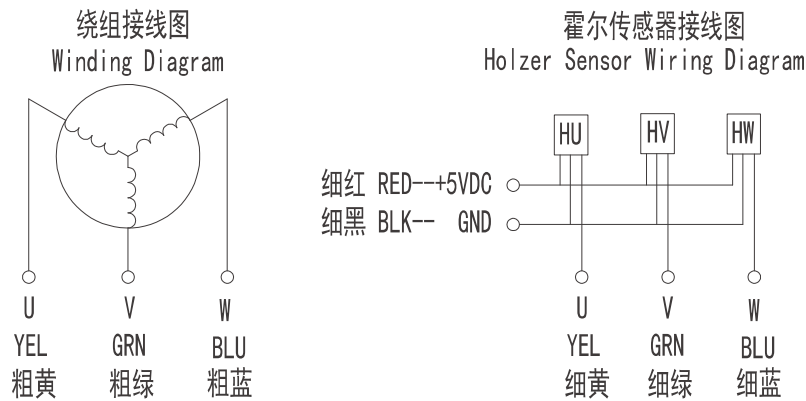 绕组接线图
Winding Diagram
U V W
YEL GRN BLU
粗黄 粗绿 粗蓝
霍尔传感器接线图
Holzer Sensor Wiring Diagram
HU HV HW
细红 RED--+5VDC
细黑 BLK-- GND
U V W
YEL GRN BLU
细黄 细绿 细蓝